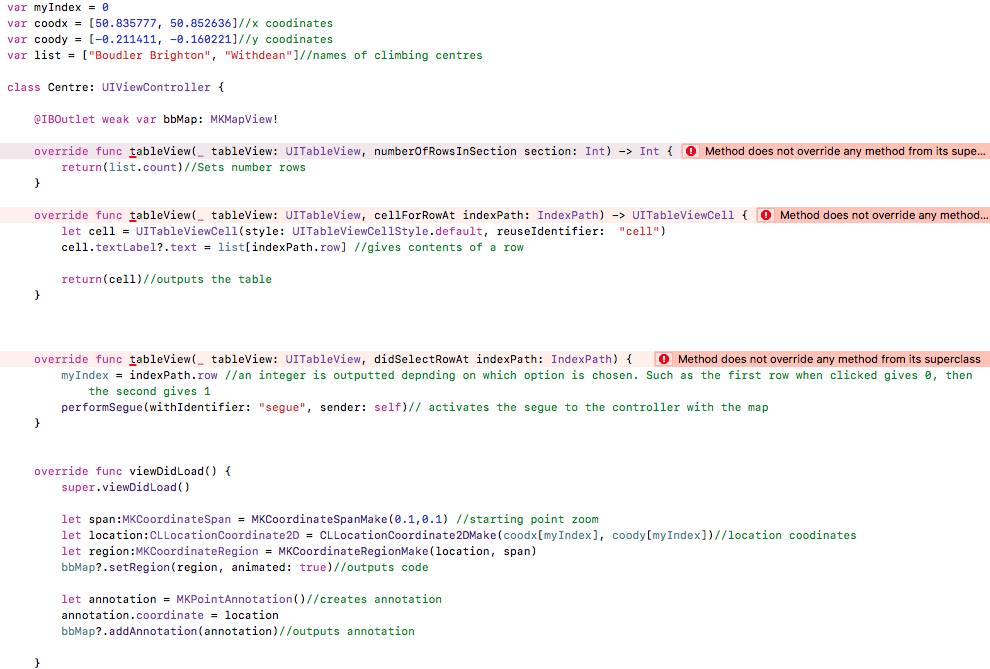 var myIndex = 0
var coodx = [50.835777, 50.852636]//x coodinates
var coody = [-0.211411, -0.160221]//y coodinates
var list = ["Boudler Brighton", "Withdean"]//names of climbing centres
class Centre: UIViewController {
@IBOutlet weak var bbMap: MKMapView!
override func tableView(_ tableView: UITableView, numberOfRowsInSection section: Int) -> Int { Method does not override any method from its supe...
return(list.count)//Sets number rows
}
override func tableView(_ tableView: UITableView, cellForRowAt indexPath: IndexPath) -> UITableViewCell { Method does not override any method...
let cell = UITableViewCell(style: UITableViewCellStyle.default, reuseIdentifier:  "cell")
cell.textLabel?.text = list[indexPath.row] //gives contents of a row
return(cell)//outputs the table
}
override func tableView(_ tableView: UITableView, didSelectRowAt indexPath: IndexPath) { Method does not override any method from its superclass
myIndex = indexPath.row //an integer is outputted depnding on which option is chosen. Such as the first row when clicked gives 0, then
the second gives 1
performSegue(withIdentifier: "segue", sender: self)// activates the segue to the controller with the map
}
override func viewDidLoad() {
super.viewDidLoad()
let span:MKCoordinateSpan = MKCoordinateSpanMake(0.1,0.1) //starting point zoom
let location:CLLocationCoordinate2D = CLLocationCoordinate2DMake(coodx[myIndex], coody[myIndex])//location coodinates
let region:MKCoordinateRegion = MKCoordinateRegionMake(location, span)
bbMap?.setRegion(region, animated: true)//outputs code
let annotation = MKPointAnnotation()//creates annotation
annotation.coordinate = location
bbMap?.addAnnotation(annotation)//outputs annotation
}